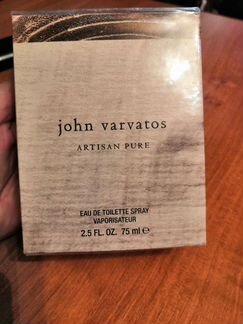 john varvatos
ARTISAN PURE
EAU DE TOILETTE SPRAY
VAPORISATEUR
2.5 FL. OZ. 75 ml ℮